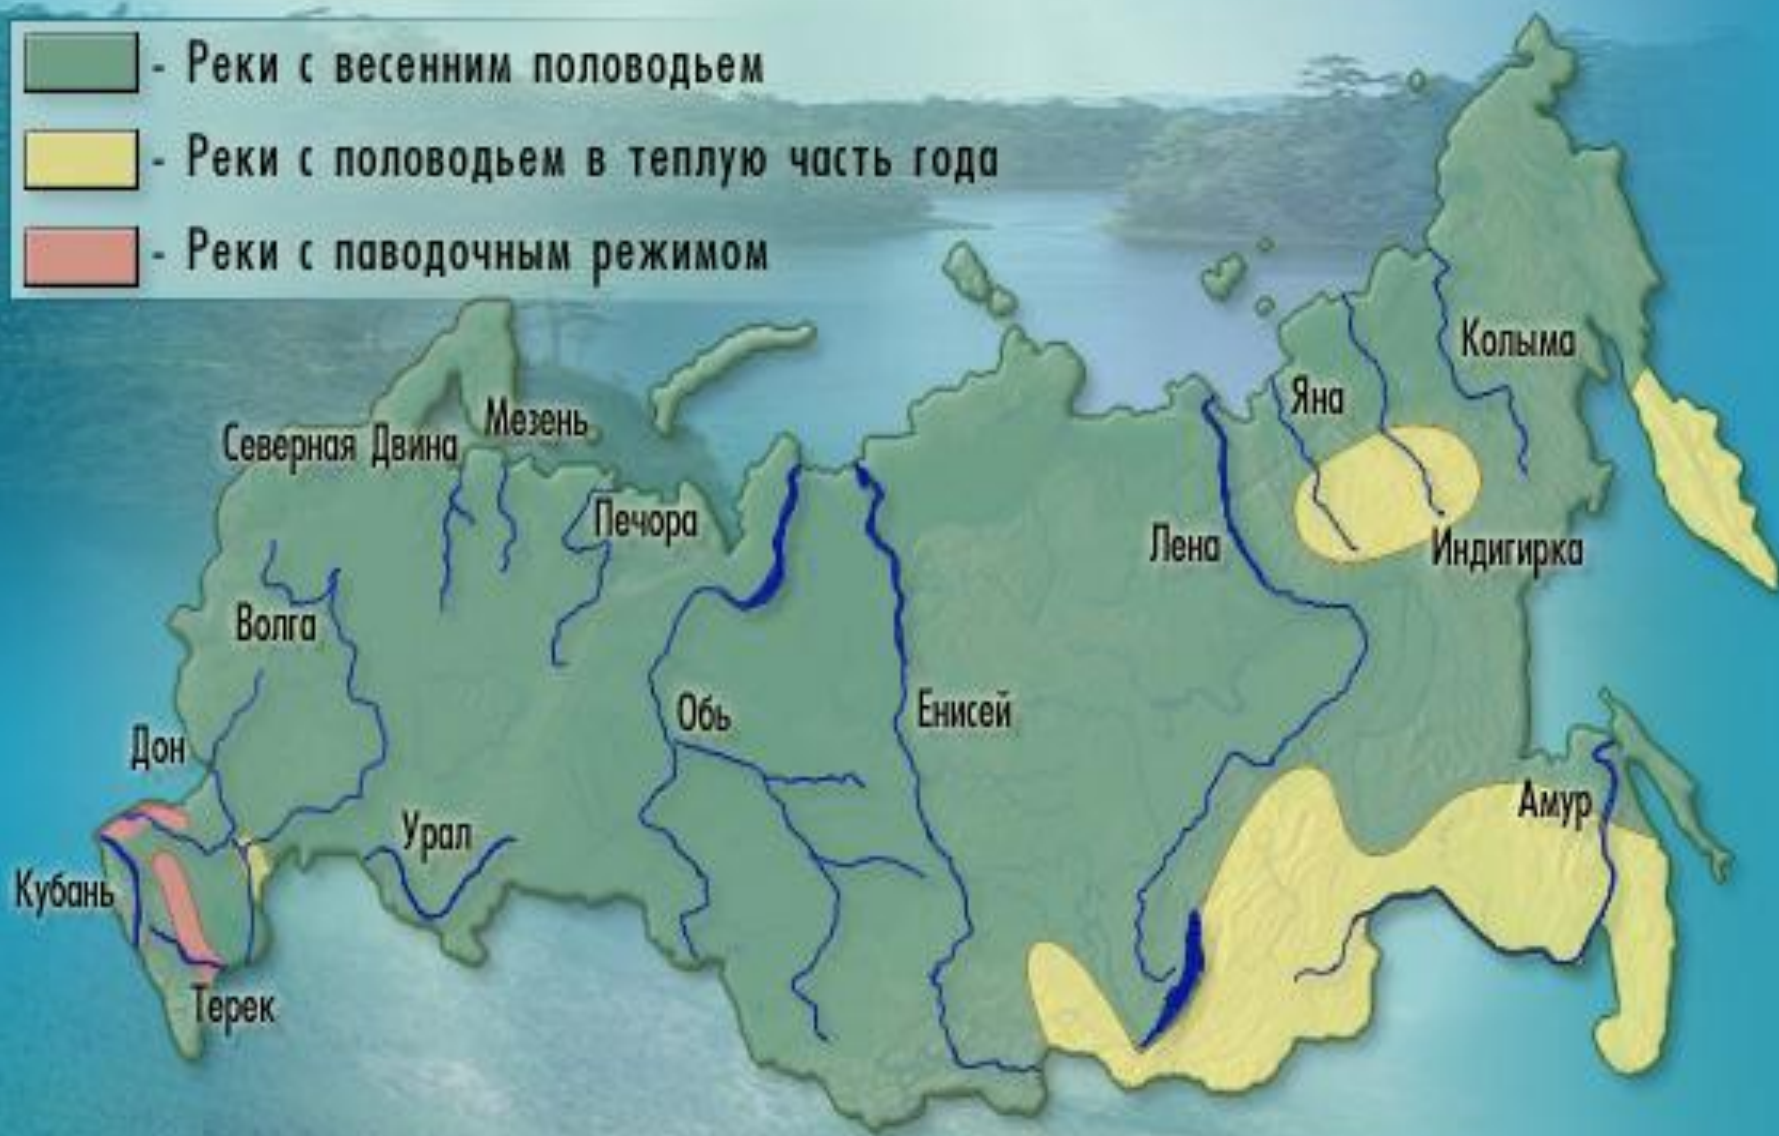 - Реки с весенним половодьем
- Реки с половодьем в теплую часть года
- Реки с паводочным режимом
Колыма
Яна
Мезень
Северная Двина
Печора
Лена
Индигирка
Волга
Обь
Енисей
Дон
Амур
Урал
Кубань
Терек